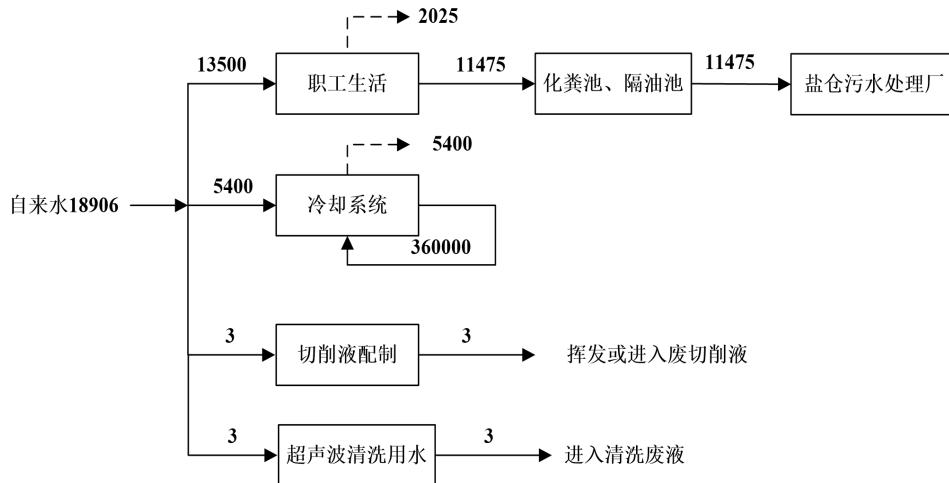 2025
13500
职工生活
11475
化粪池、隔油池
11475
盐仓污水处理厂
5400
自来水18906
5400
冷却系统
360000
3
切削液配制
3
挥发或进入废切削液
3
超声波清洗用水
3
进入清洗废液